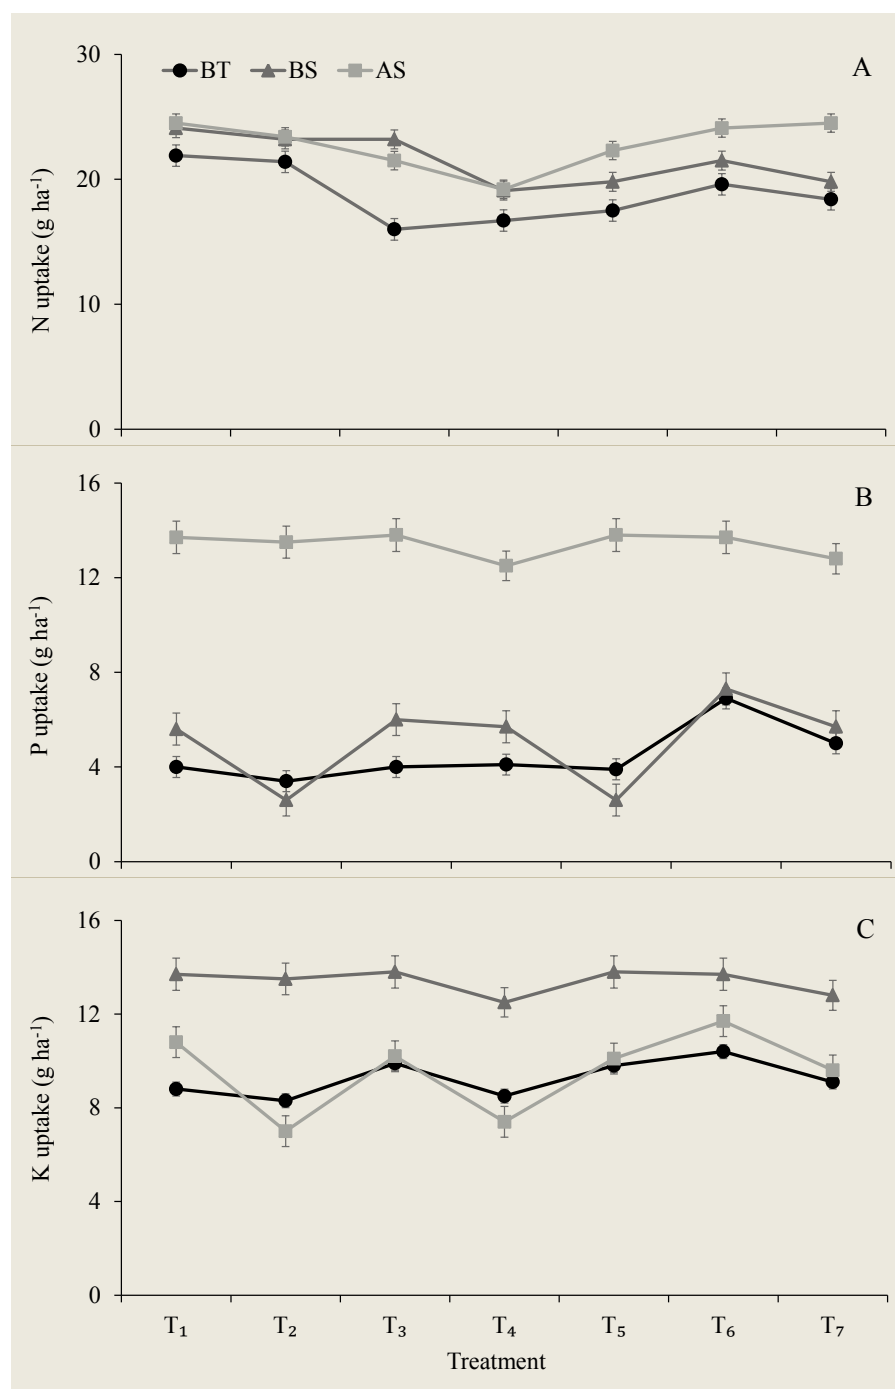 30
BT BS AS
A
20
10
0
N uptake (g ha⁻¹)
16
B
12
8
4
0
P uptake (g ha⁻¹)
16
C
12
8
4
0
K uptake (g ha⁻¹)
T₁ T₂ T₃ T₄ T₅ T₆ T₇
Treatment